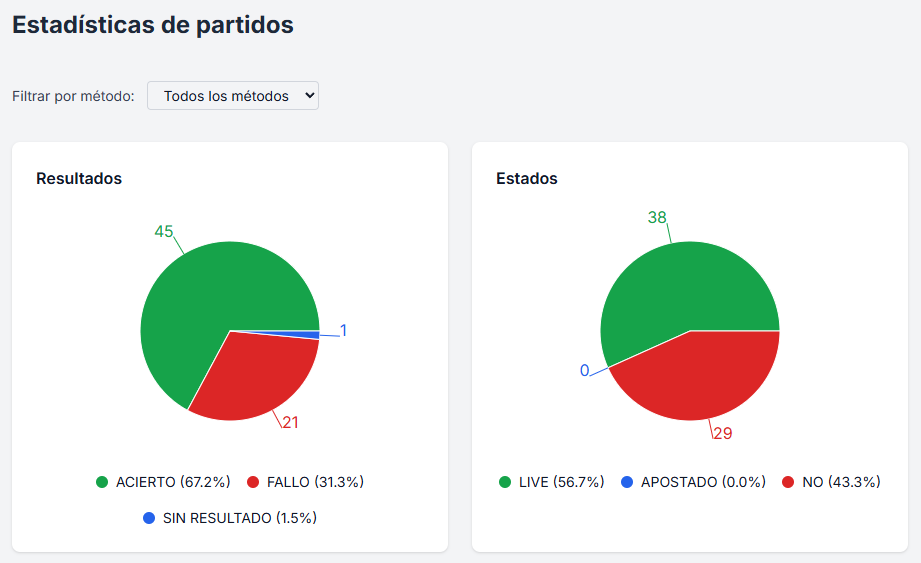 Estadísticas de partidos
Filtrar por método: Todos los métodos
Resultados
45
1
21
ACIERTO (67.2%) FALLO (31.3%)
SIN RESULTADO (1.5%)
Estados
38
0
29
LIVE (56.7%) APOSTADO (0.0%) NO (43.3%)